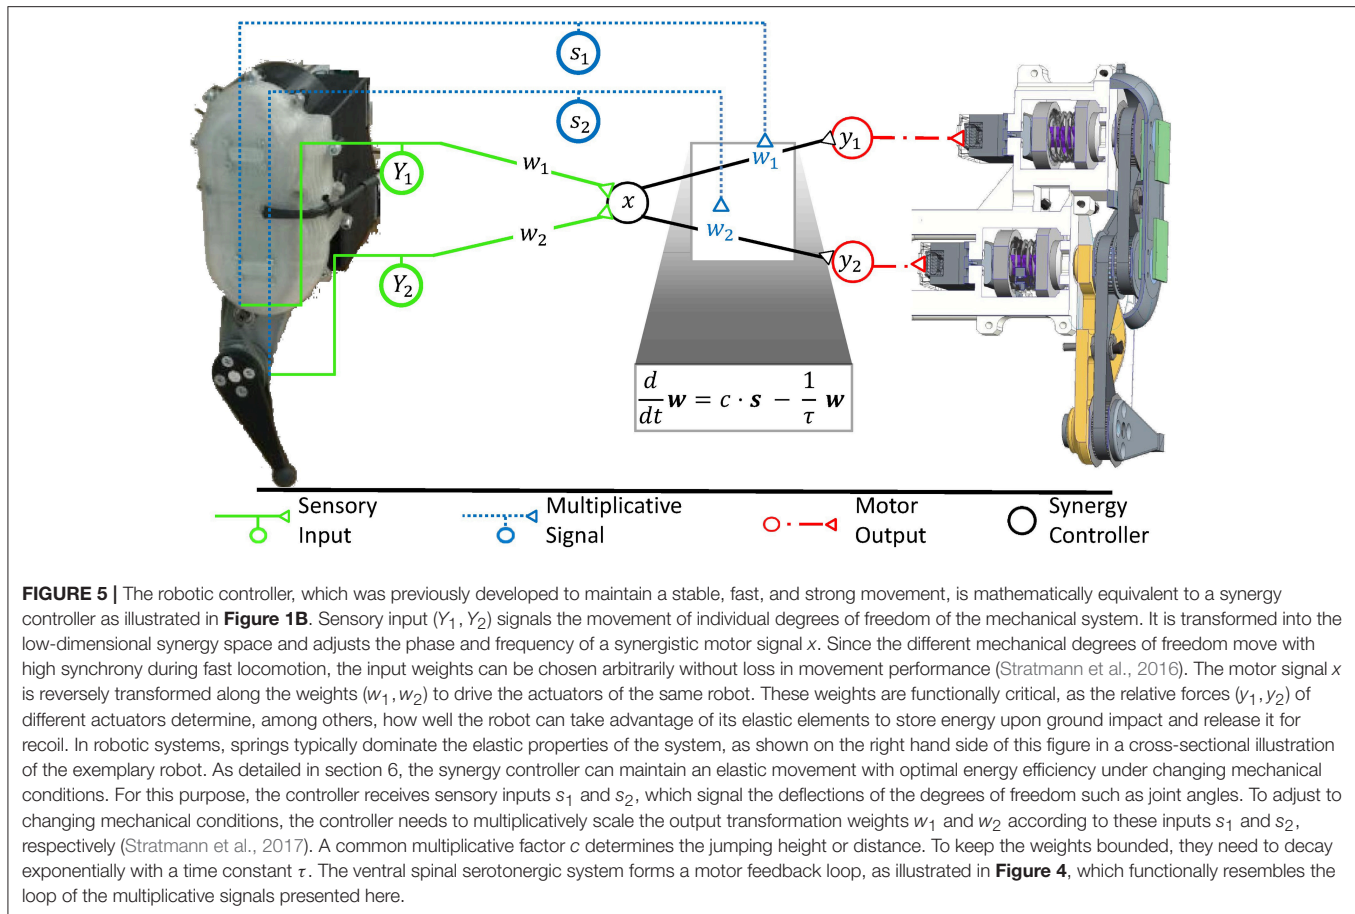 s1
s2
Y1
w1
x
w1
y1
w2
w2
Y2
y2
d/dt w = c · s − 1/τ w
Sensory Input
Multiplicative Signal
Motor Output
Synergy Controller
FIGURE 5 | The robotic controller, which was previously developed to maintain a stable, fast, and strong movement, is mathematically equivalent to a synergy
controller as illustrated in Figure 1B. Sensory input (Y1, Y2) signals the movement of individual degrees of freedom of the mechanical system. It is transformed into the
low-dimensional synergy space and adjusts the phase and frequency of a synergistic motor signal x. Since the different mechanical degrees of freedom move with
high synchrony during fast locomotion, the input weights can be chosen arbitrarily without loss in movement performance (Stratmann et al., 2016). The motor signal x
is reversely transformed along the weights (w1, w2) to drive the actuators of the same robot. These weights are functionally critical, as the relative forces (y1, y2) of
different actuators determine, among others, how well the robot can take advantage of its elastic elements to store energy upon ground impact and release it for
recoil. In robotic systems, springs typically dominate the elastic properties of the system, as shown on the right hand side of this figure in a cross-sectional illustration
of the exemplary robot. As detailed in section 6, the synergy controller can maintain an elastic movement with optimal energy efficiency under changing mechanical
conditions. For this purpose, the controller receives sensory inputs s1 and s2, which signal the deflections of the degrees of freedom such as joint angles. To adjust to
changing mechanical conditions, the controller needs to multiplicatively scale the output transformation weights w1 and w2 according to these inputs s1 and s2,
respectively (Stratmann et al., 2017). A common multiplicative factor c determines the jumping height or distance. To keep the weights bounded, they need to decay
exponentially with a time constant τ. The ventral spinal serotonergic system forms a motor feedback loop, as illustrated in Figure 4, which functionally resembles the
loop of the multiplicative signals presented here.